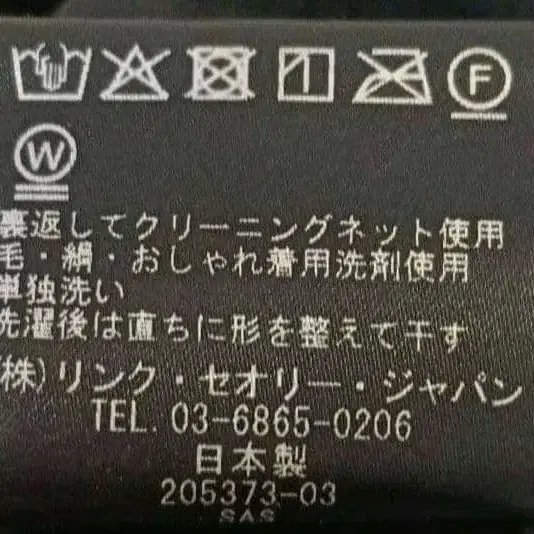 F
W
裏返してクリーニングネット使用
毛・絹・おしゃれ着用洗剤使用
単独洗い
洗濯後は直ちに形を整えて干す
(株)リンク・セオリー・ジャパン
TEL. 03-6865-0206
日本製
205373-03
SAS